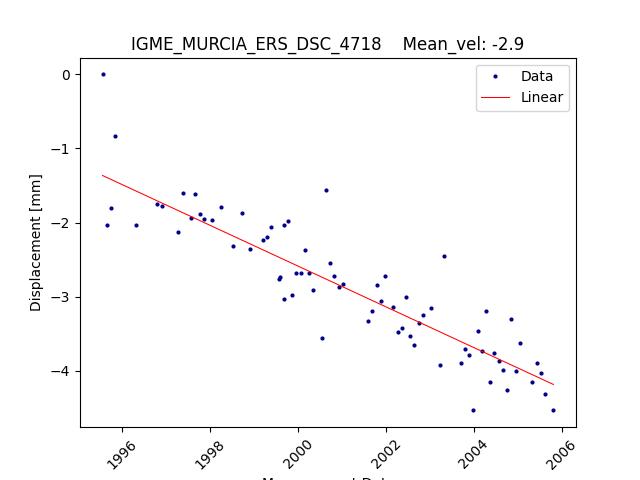 IGME_MURCIA_ERS_DSC_4718    Mean_vel: -2.9
Data
Linear
Displacement [mm]
0
−1
−2
−3
−4
1996
1998
2000
2002
2004
2006